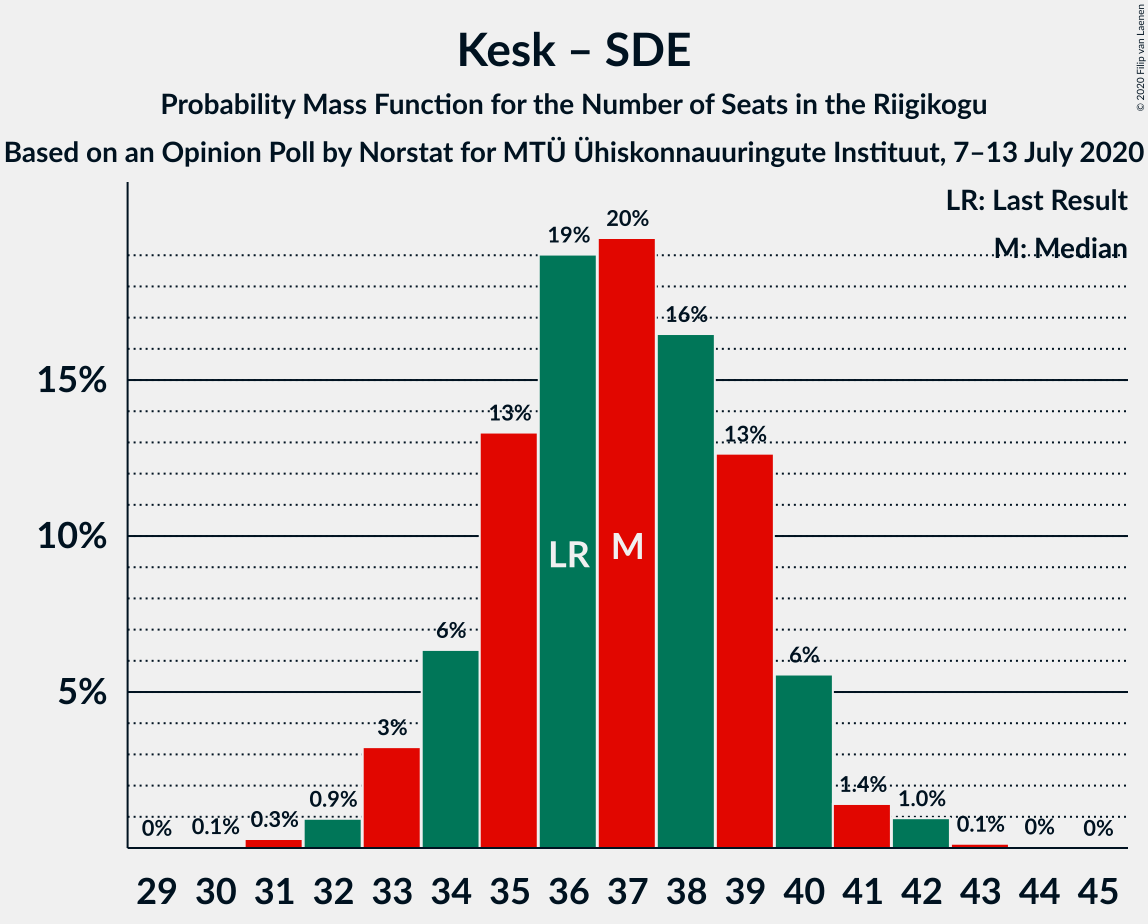 Kesk – SDE
Probability Mass Function for the Number of Seats in the Riigikogu
Based on an Opinion Poll by Norstat for MTÜ Ühiskonnauuringute Instituut, 7–13 July 2020
© 2020 Filip van Laenen
LR: Last Result
M: Median
15%
10%
5%
0%
0.1%
0.3%
0.9%
3%
6%
13%
19%
20%
16%
13%
6%
1.4%
1.0%
0.1%
0%
0%
LR
M
29 30 31 32 33 34 35 36 37 38 39 40 41 42 43 44 45